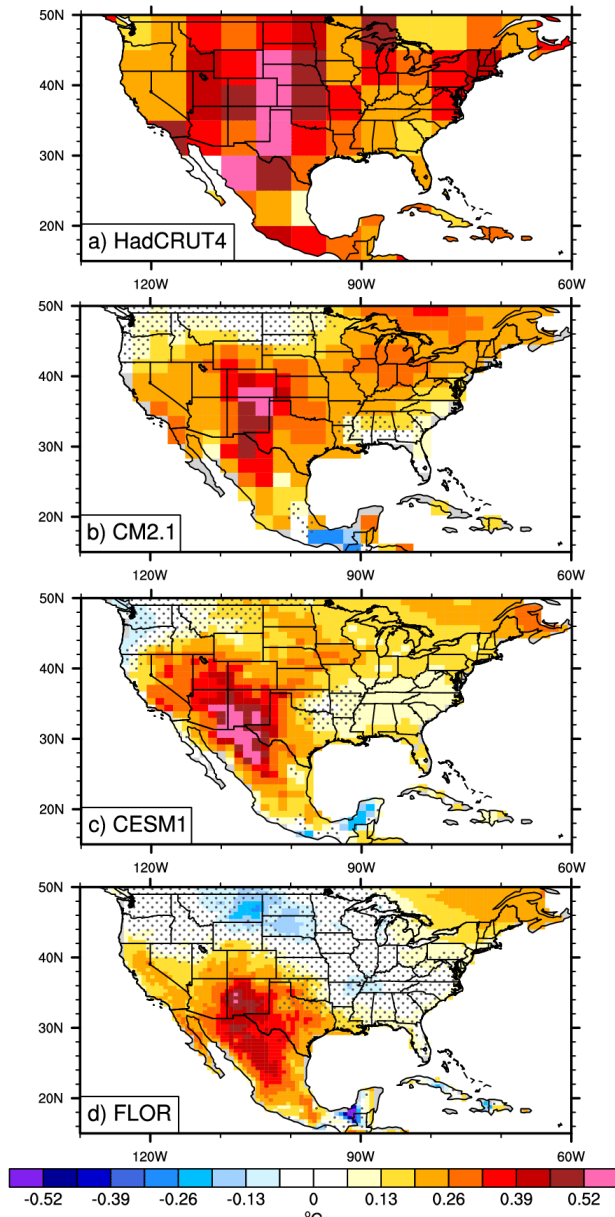 50N
40N
30N
20N
a) HadCRUT4
120W 90W 60W
50N
40N
30N
20N
b) CM2.1
120W 90W 60W
50N
40N
30N
20N
c) CESM1
120W 90W 60W
50N
40N
30N
20N
d) FLOR
120W 90W 60W
-0.52 -0.39 -0.26 -0.13 0 0.13 0.26 0.39 0.52
°C